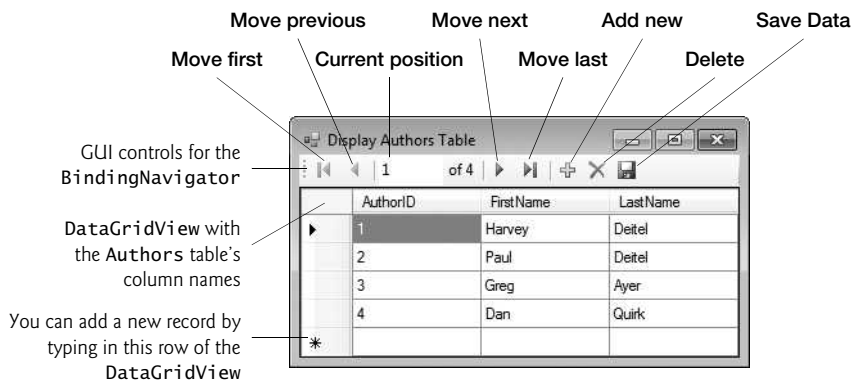 Move previous Move next Add new Save Data
Move first Current position Move last Delete
GUI controls for the
BindingNavigator
DataGridView with
the Authors table's
column names
You can add a new record by
typing in this row of the
DataGridView
Display Authors Table
1 of 4
AuthorID FirstName LastName
1 Harvey Deitel
2 Paul Deitel
3 Greg Ayer
4 Dan Quirk